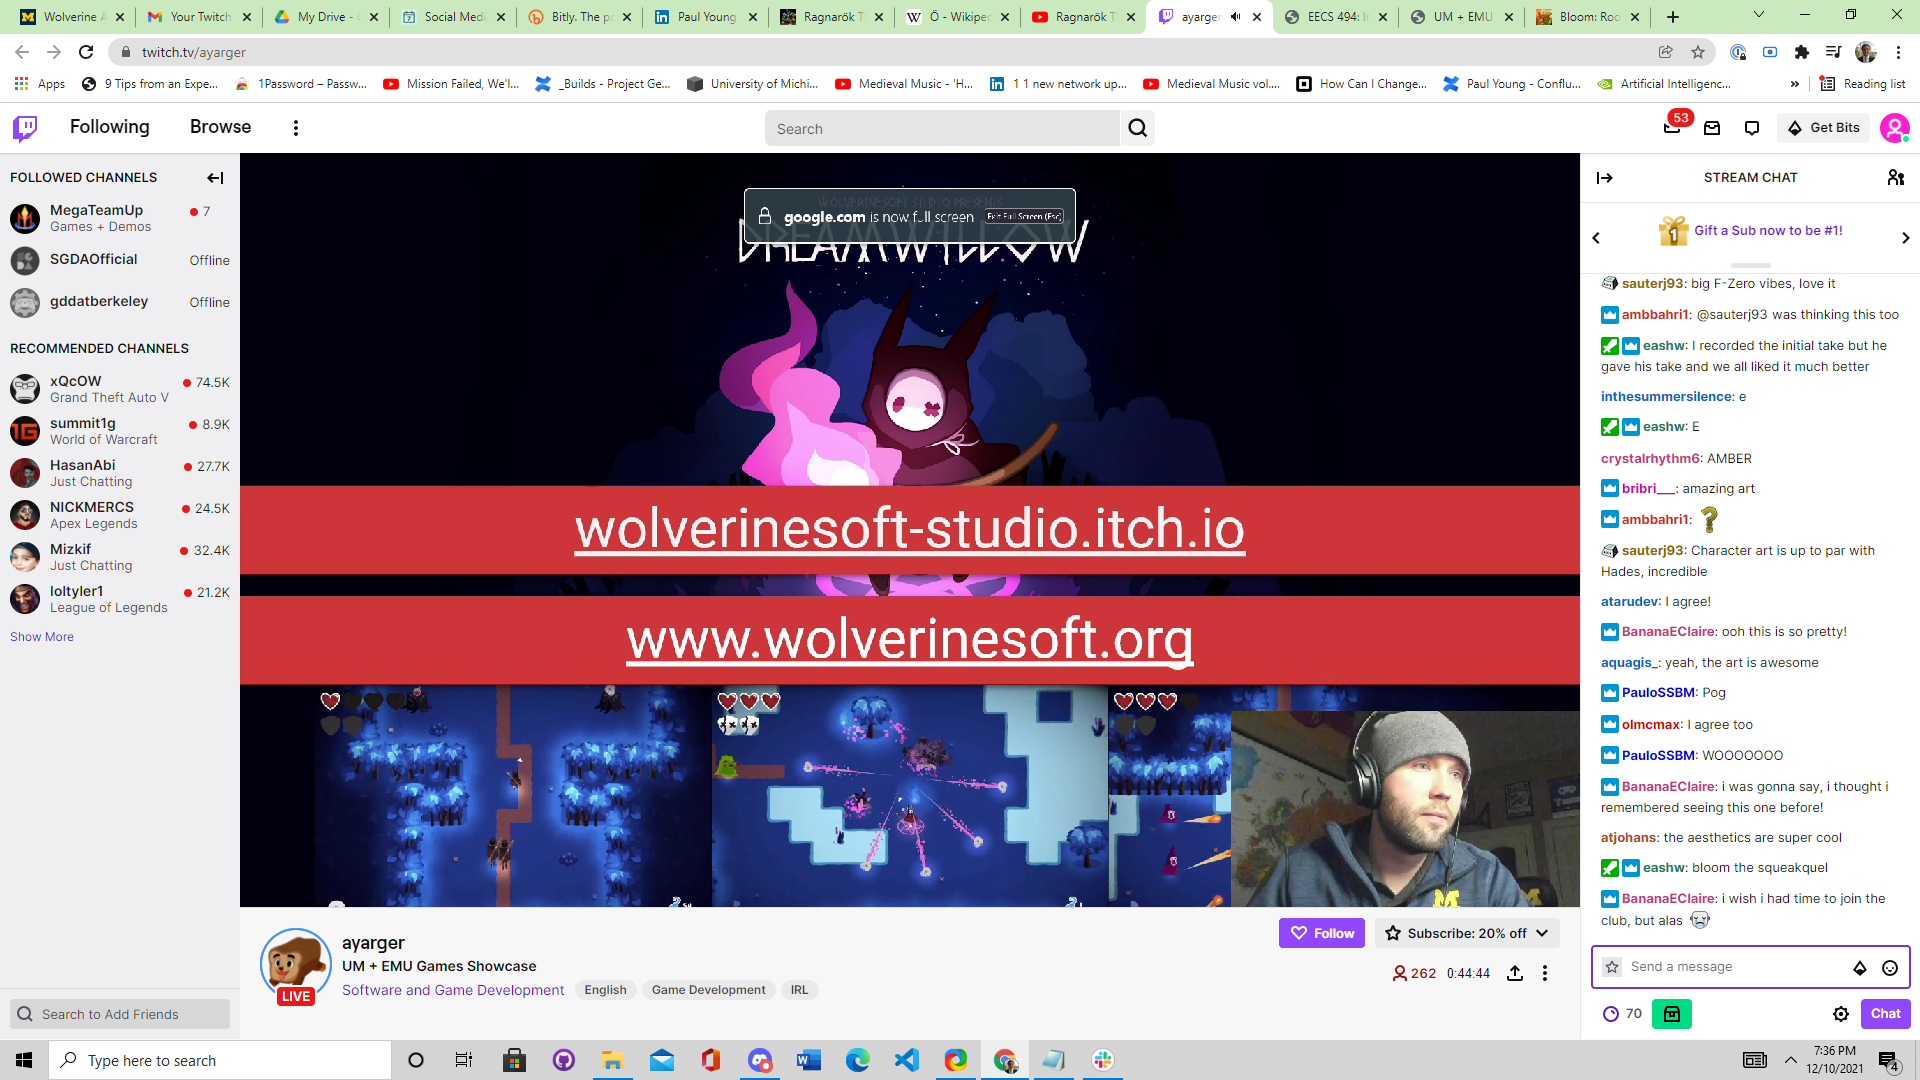 Wolverine A
Your Twitch
My Drive - G
Social Medi
Bitly. The po
Paul Young
Ragnarök T
Ō - Wikipec
Ragnarök T
ayarger
EECS 494: In
UM + EMU
Bloom: Roo
twitch.tv/ayarger
Apps
9 Tips from an Expe...
1Password – Passw...
Mission Failed, We'l...
_Builds - Project Ge...
University of Michi...
Medieval Music - 'H...
1 1 new network up...
Medieval Music vol....
How Can I Change...
Paul Young - Conflu...
Artificial Intelligenc...
»
Reading list
Following
Browse
Search
53
Get Bits
FOLLOWED CHANNELS
MegaTeamUp
7
Games + Demos
SGDAOfficial
Offline
gddatberkeley
Offline
RECOMMENDED CHANNELS
xQcOW
74.5K
Grand Theft Auto V
summit1g
8.9K
World of Warcraft
HasanAbi
27.7K
Just Chatting
NICKMERCS
24.5K
Apex Legends
Mizkif
32.4K
Just Chatting
loltyler1
21.2K
League of Legends
Show More
Search to Add Friends
WOLVERINESOFT STUDIO PRESENTS
google.com is now full screen
Exit Full Screen (Esc)
DREAMWILLOW
wolverinesoft-studio.itch.io
www.wolverinesoft.org
ayarger
UM + EMU Games Showcase
Software and Game Development
English
Game Development
IRL
LIVE
Follow
Subscribe: 20% off
262
0:44:44
STREAM CHAT
1
Gift a Sub now to be #1!
sauterj93: big F-Zero vibes, love it
ambbahri1: @sauterj93 was thinking this too
eashw: I recorded the initial take but he
gave his take and we all liked it much better
inthesummersilence: e
eashw: E
crystalrhythm6: AMBER
bribri___: amazing art
ambbahri1:
sauterj93: Character art is up to par with
Hades, incredible
atarudev: I agree!
BananaEClaire: ooh this is so pretty!
aquagis_: yeah, the art is awesome
PauloSSBM: Pog
olmcmax: I agree too
PauloSSBM: WOOOOOOO
BananaEClaire: i was gonna say, i thought i
remembered seeing this one before!
atjohans: the aesthetics are super cool
eashw: bloom the squeakquel
BananaEClaire: i wish i had time to join the
club, but alas
Send a message
70
Chat
Type here to search
7:36 PM
12/10/2021
4